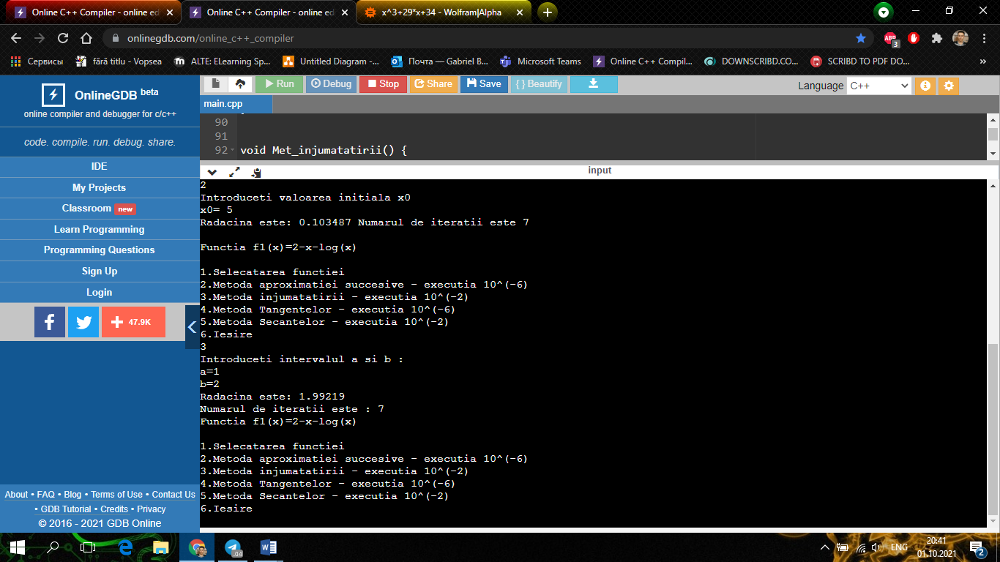 Online C++ Compiler - online ed
Online C++ Compiler - online ed
x^3+29*x+34 - Wolfram|Alpha
onlinegdb.com/online_c++_compiler
ABP
3
Сервисы
fără titlu - Vopsea
m ALTE: ELearning Sp...
Untitled Diagram -...
Почта — Gabriel B...
Microsoft Teams
Online C++ Compil...
DOWNSCRIBD.CO...
SCRIBD TO PDF DO...
»
OnlineGDB beta
online compiler and debugger for c/c++
code. compile. run. debug. share.
IDE
My Projects
Classroom new
Learn Programming
Programming Questions
Sign Up
Login
f
47.9K
About • FAQ • Blog • Terms of Use • Contact Us
• GDB Tutorial • Credits • Privacy
© 2016 - 2021 GDB Online
Run
Debug
Stop
Share
Save
{ } Beautify
Language C++
main.cpp
90
91
92 void Met_injumatatirii() {
input
2
Introduceti valoarea initiala x0
x0= 5
Radacina este: 0.103487 Numarul de iteratii este 7
Functia f1(x)=2-x-log(x)
1.Selecatarea functiei
2.Metoda aproximatiei succesive - executia 10^(-6)
3.Metoda injumatatirii - executia 10^(-2)
4.Metoda Tangentelor - executia 10^(-6)
5.Metoda Secantelor - executia 10^(-2)
6.Iesire
3
Introduceti intervalul a si b :
a=1
b=2
Radacina este: 1.99219
Numarul de iteratii este : 7
Functia f1(x)=2-x-log(x)
1.Selecatarea functiei
2.Metoda aproximatiei succesive - executia 10^(-6)
3.Metoda injumatatirii - executia 10^(-2)
4.Metoda Tangentelor - executia 10^(-6)
5.Metoda Secantelor - executia 10^(-2)
6.Iesire
04
ENG
20:41
01.10.2021
2